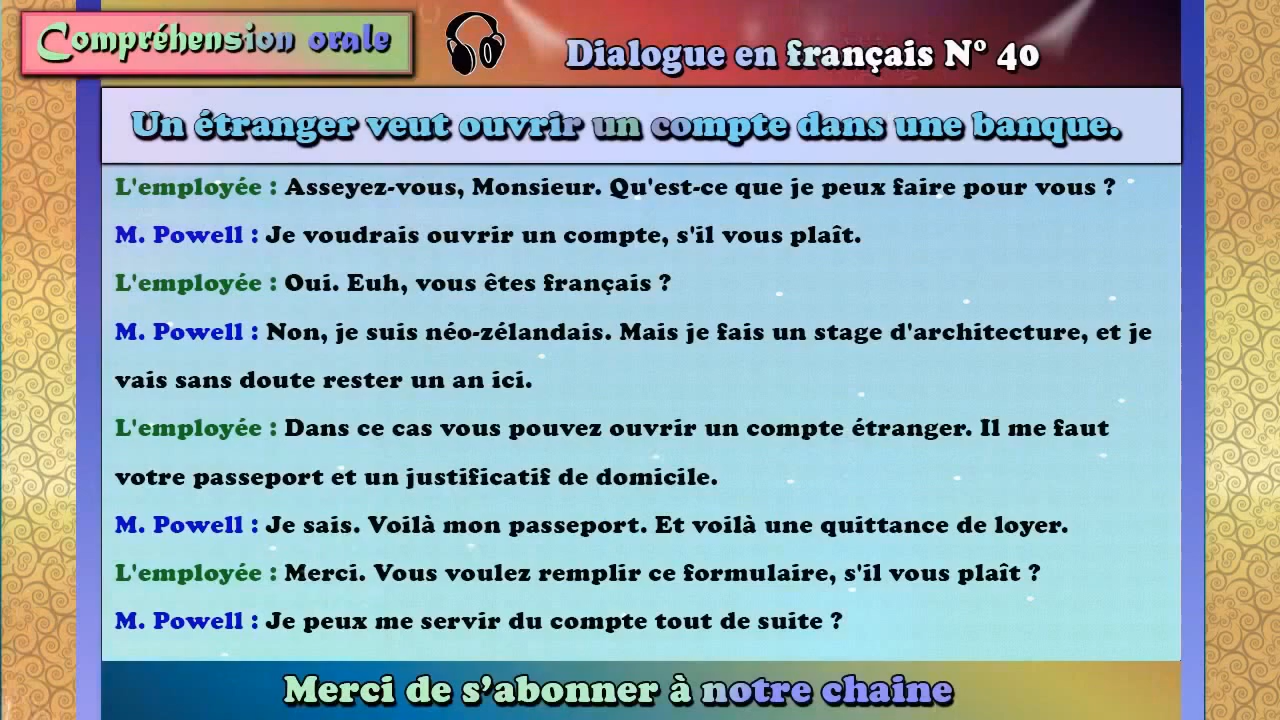 Compréhension orale
Dialogue en français N° 40
Un étranger veut ouvrir un compte dans une banque.
L'employée : Asseyez-vous, Monsieur. Qu'est-ce que je peux faire pour vous ?
M. Powell : Je voudrais ouvrir un compte, s'il vous plaît.
L'employée : Oui. Euh, vous êtes français ?
M. Powell : Non, je suis néo-zélandais. Mais je fais un stage d'architecture, et je
vais sans doute rester un an ici.
L'employée : Dans ce cas vous pouvez ouvrir un compte étranger. Il me faut
votre passeport et un justificatif de domicile.
M. Powell : Je sais. Voilà mon passeport. Et voilà une quittance de loyer.
L'employée : Merci. Vous voulez remplir ce formulaire, s'il vous plaît ?
M. Powell : Je peux me servir du compte tout de suite ?
Merci de s’abonner à notre chaine